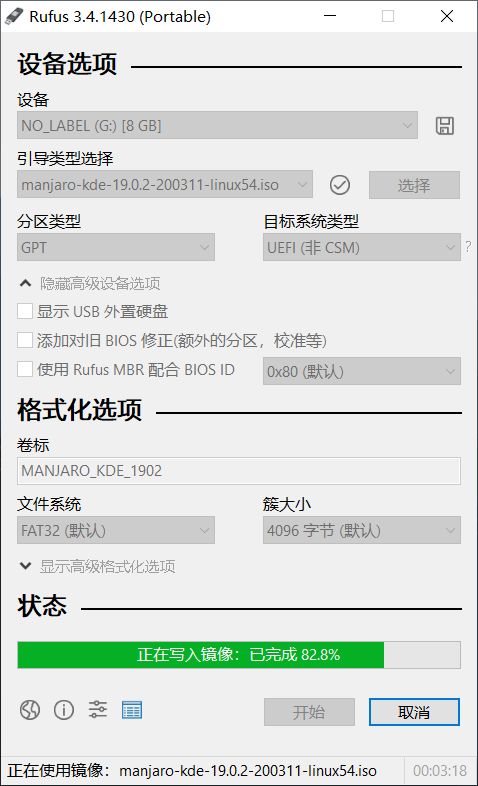 Rufus 3.4.1430 (Portable)
设备选项
设备
NO_LABEL (G:) [8 GB]
引导类型选择
manjaro-kde-19.0.2-200311-linux54.iso
选择
分区类型
目标系统类型
GPT
UEFI (非 CSM)
?
隐藏高级设备选项
显示 USB 外置硬盘
添加对旧 BIOS 修正(额外的分区，校准等)
使用 Rufus MBR 配合 BIOS ID
0x80 (默认)
格式化选项
卷标
MANJARO_KDE_1902
文件系统
簇大小
FAT32 (默认)
4096 字节 (默认)
显示高级格式化选项
状态
正在写入镜像：已完成 82.8%
开始
取消
正在使用镜像：manjaro-kde-19.0.2-200311-linux54.iso
00:03:18